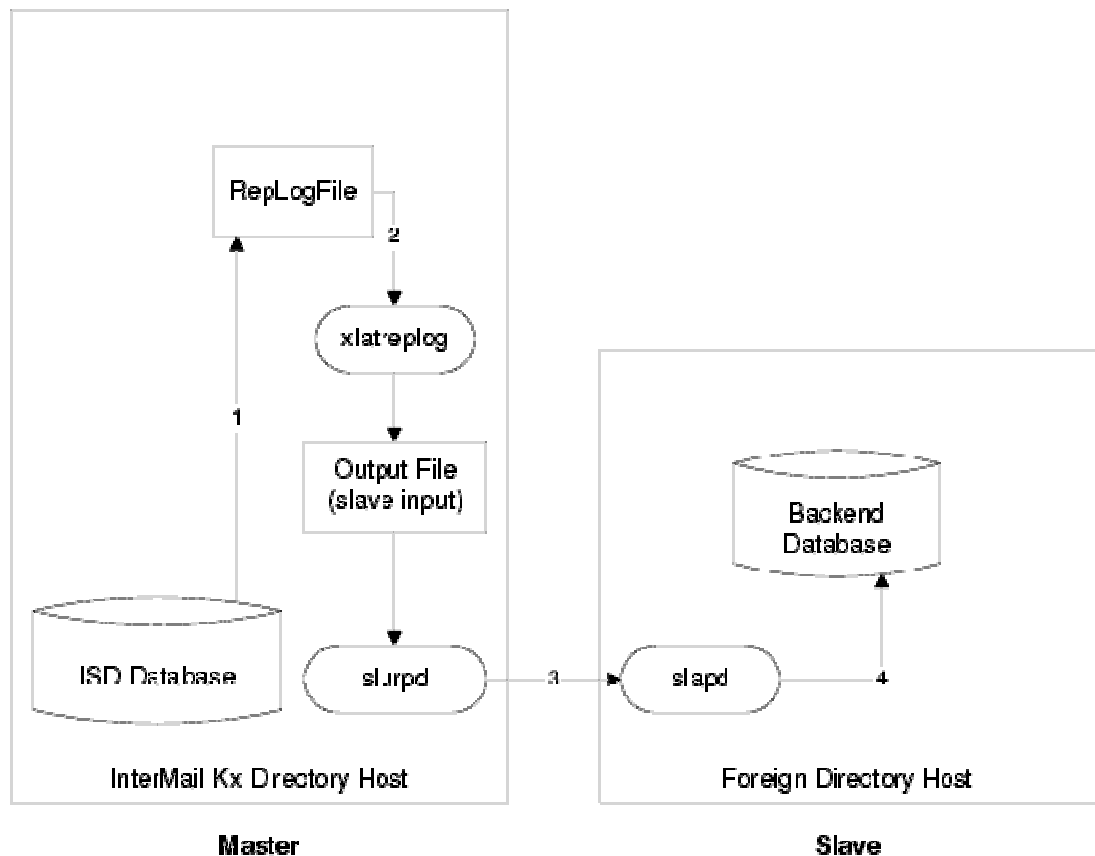 RepLogFile
2
xlatreplog
1
Output File
(slave input)
Backend
Database
ISD Database
slurpd
3
slapd
4
InterMail Kx Directory Host
Foreign Directory Host
Master
Slave